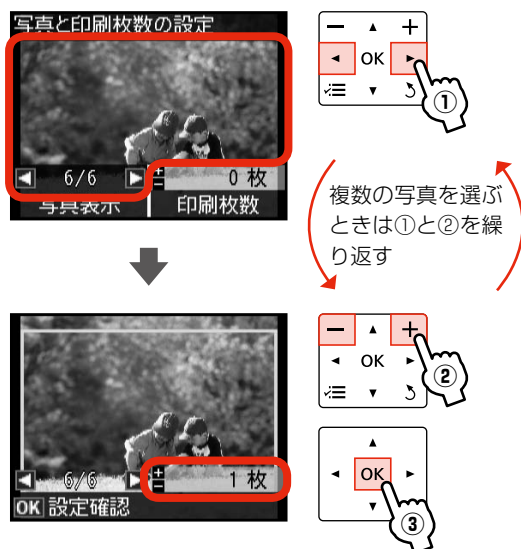 写真と印刷枚数の設定
6/6
0 枚
写真表示
印刷枚数
OK
①
複数の写真を選ぶ
ときは①と②を繰
り返す
6/6
1 枚
OK 設定確認
OK
②
OK
③